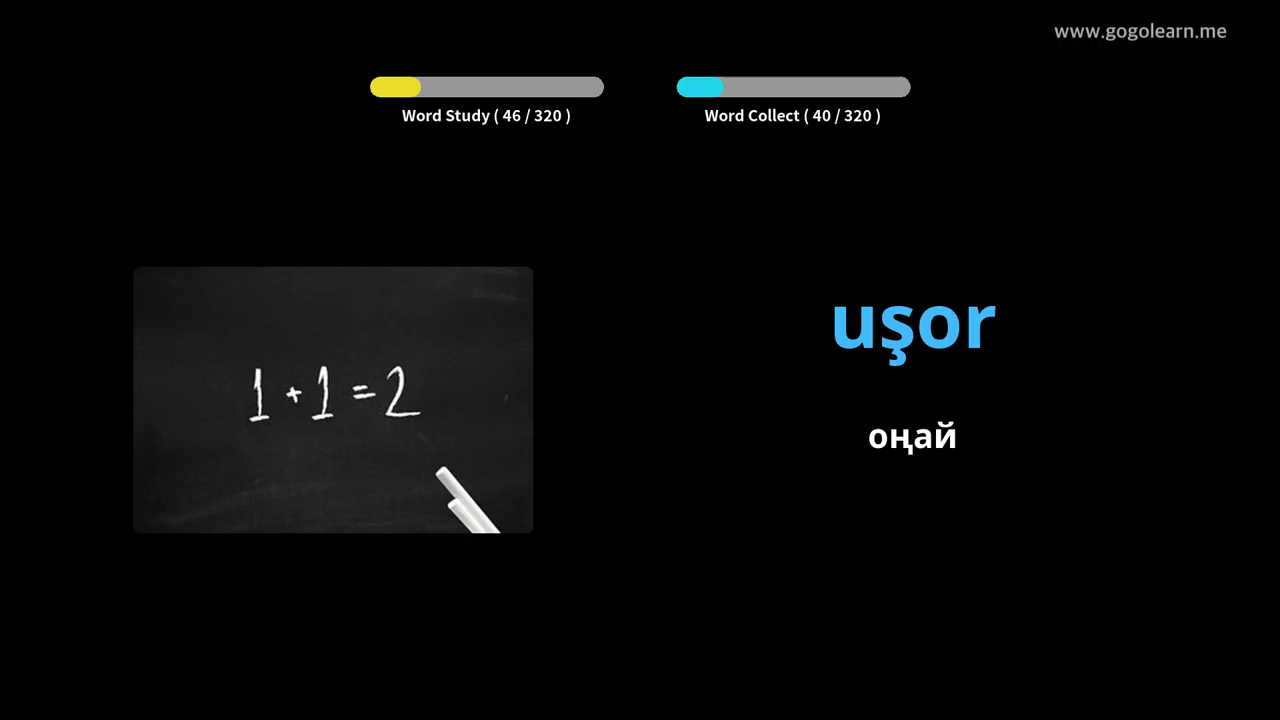 www.gogolearn.me
Word Study ( 46 / 320 )
Word Collect ( 40 / 320 )
1 + 1 = 2
uşor
оңай